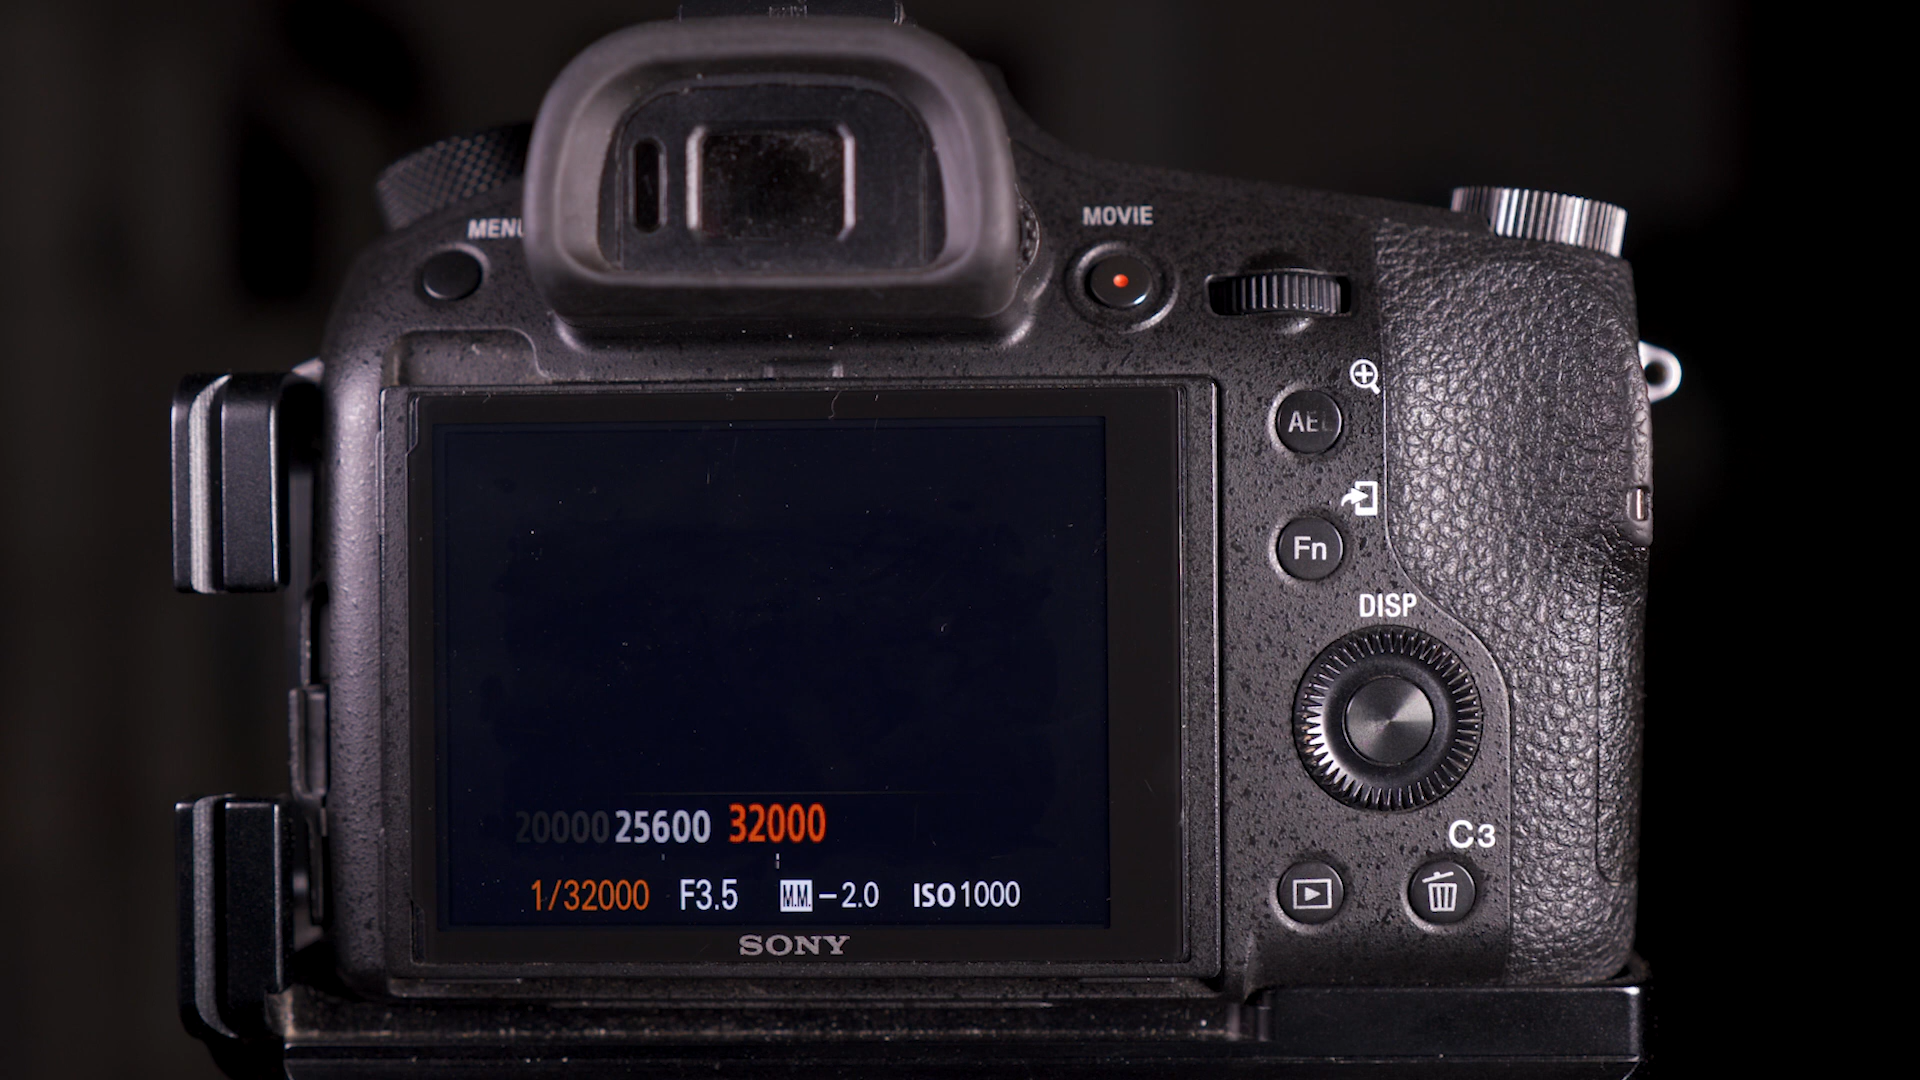 MENU
MOVIE
AEL
Fn
DISP
20000 25600 32000
1/32000 F3.5 M.M. –2.0 ISO 1000
SONY
C3